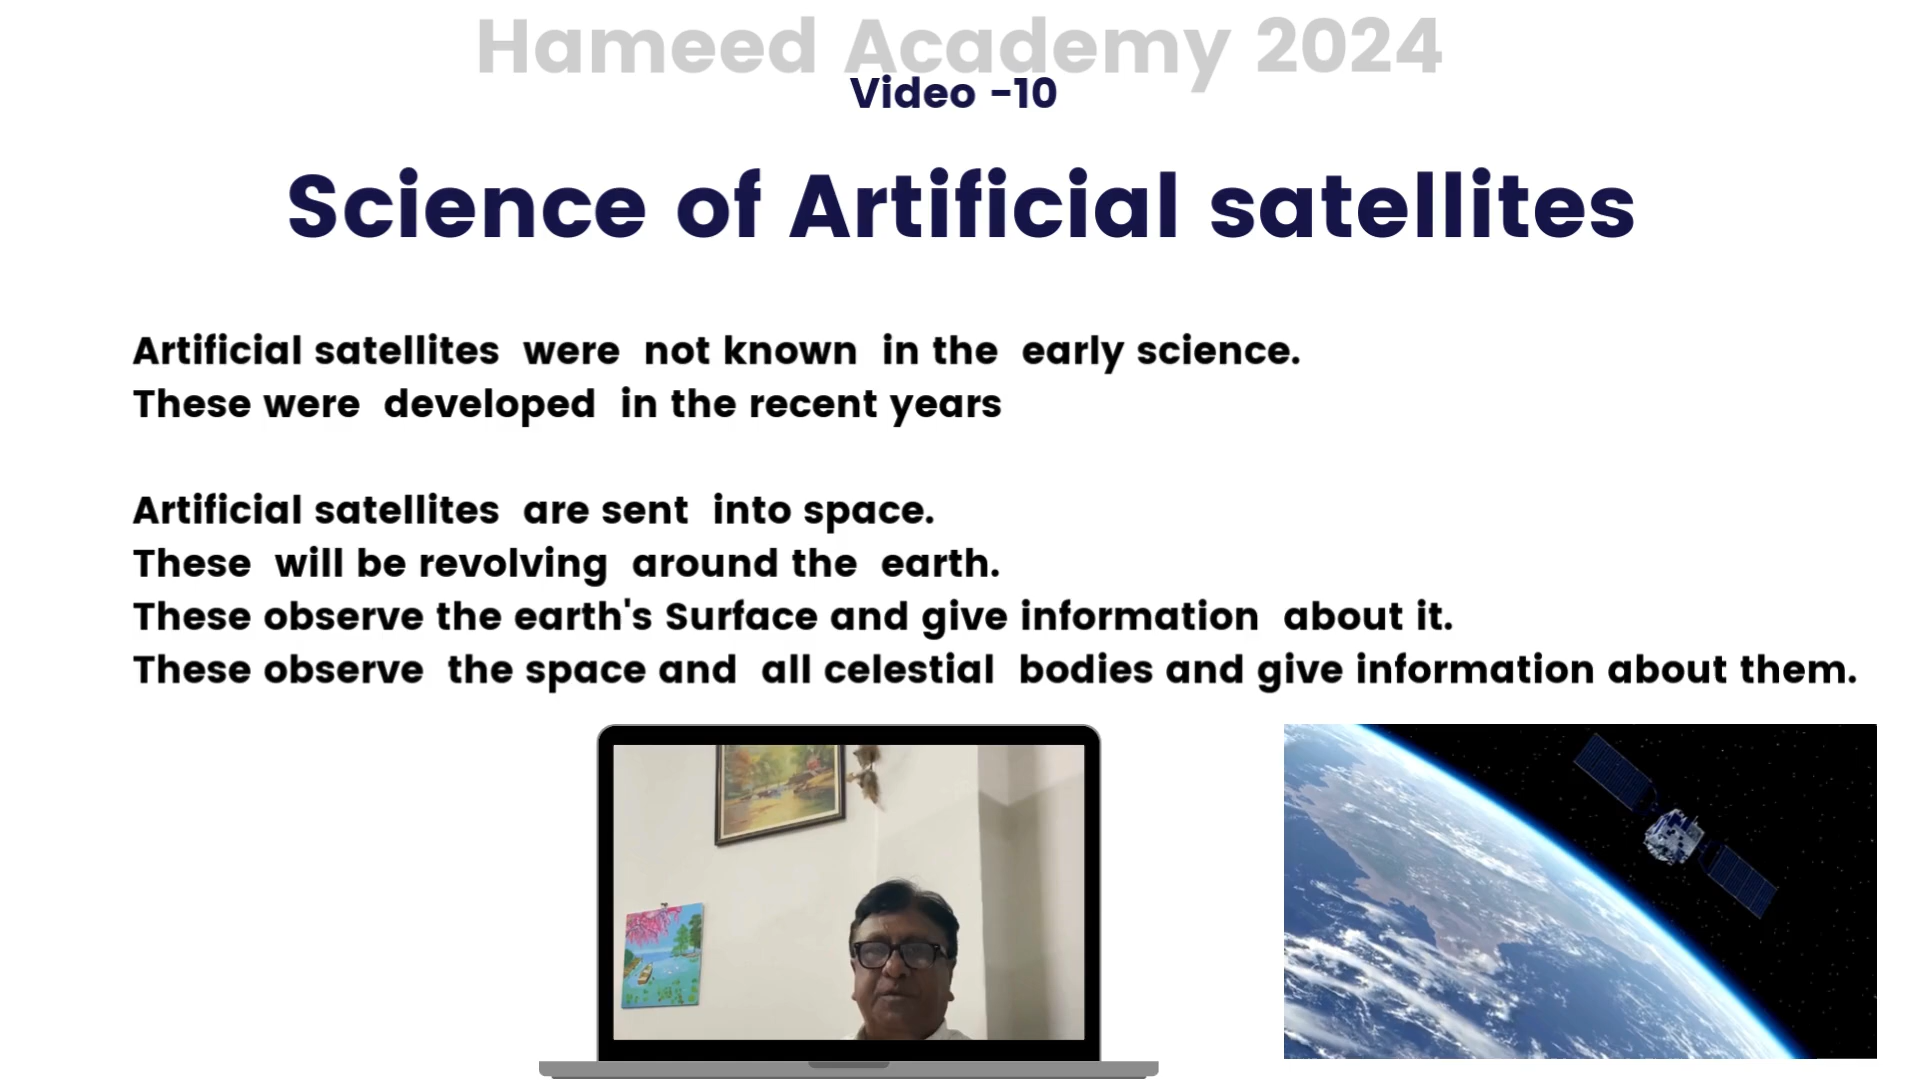 Hameed Academy 2024
Video -10
Science of Artificial satellites
Artificial satellites were not known in the early science.
These were developed in the recent years
Artificial satellites are sent into space.
These will be revolving around the earth.
These observe the earth's Surface and give information about it.
These observe the space and all celestial bodies and give information about them.